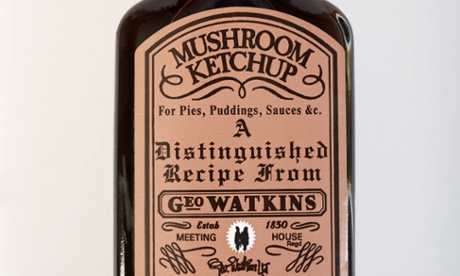 MUSHROOM
KETCHUP
For Pies, Puddings, Sauces &c.
A
Distinguished
Recipe From
GEO WATKINS
Estab 1830
MEETING HOUSE
Regd